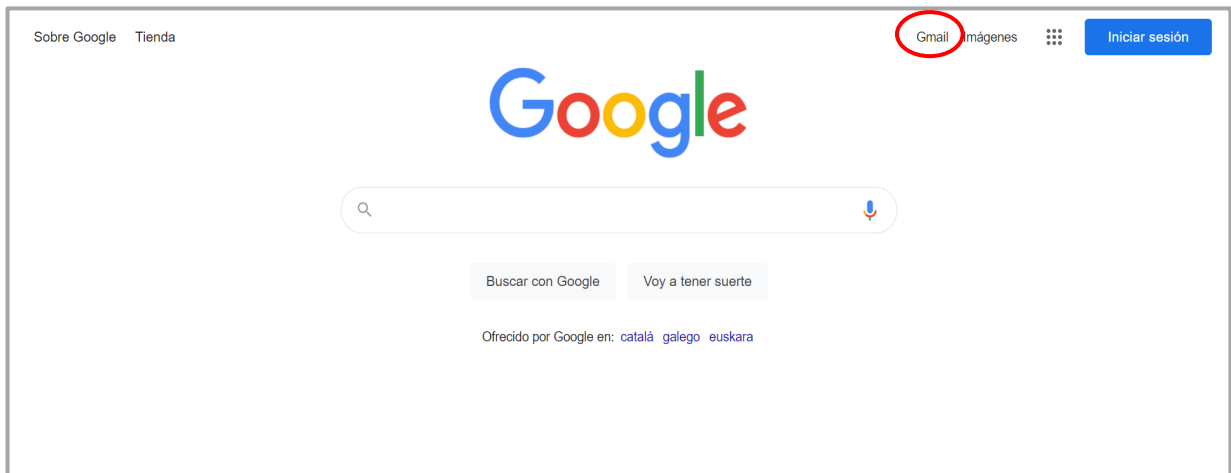 Sobre Google Tienda Gmail Imágenes Iniciar sesión
Google
Buscar con Google Voy a tener suerte
Ofrecido por Google en: català galego euskara